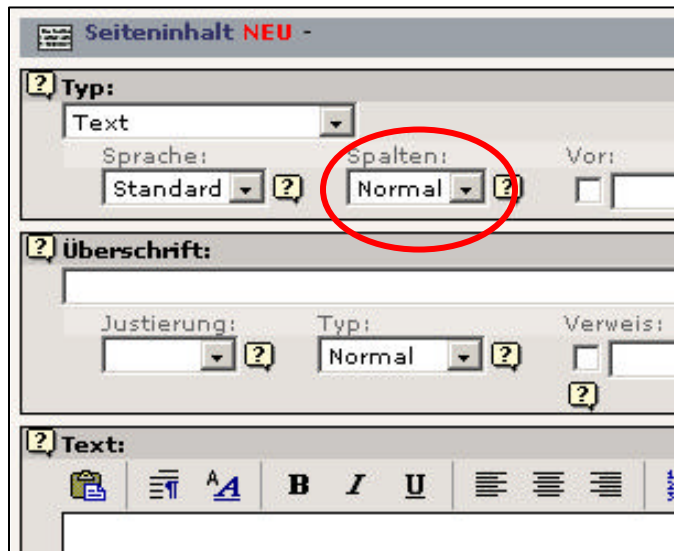 Seiteninhalt NEU -
? Typ:
Text
Sprache: Spalten: Vor:
Standard ? Normal ?
? Überschrift:
Justierung: Typ: Verweis:
? Normal ?
?
? Text:
B I U